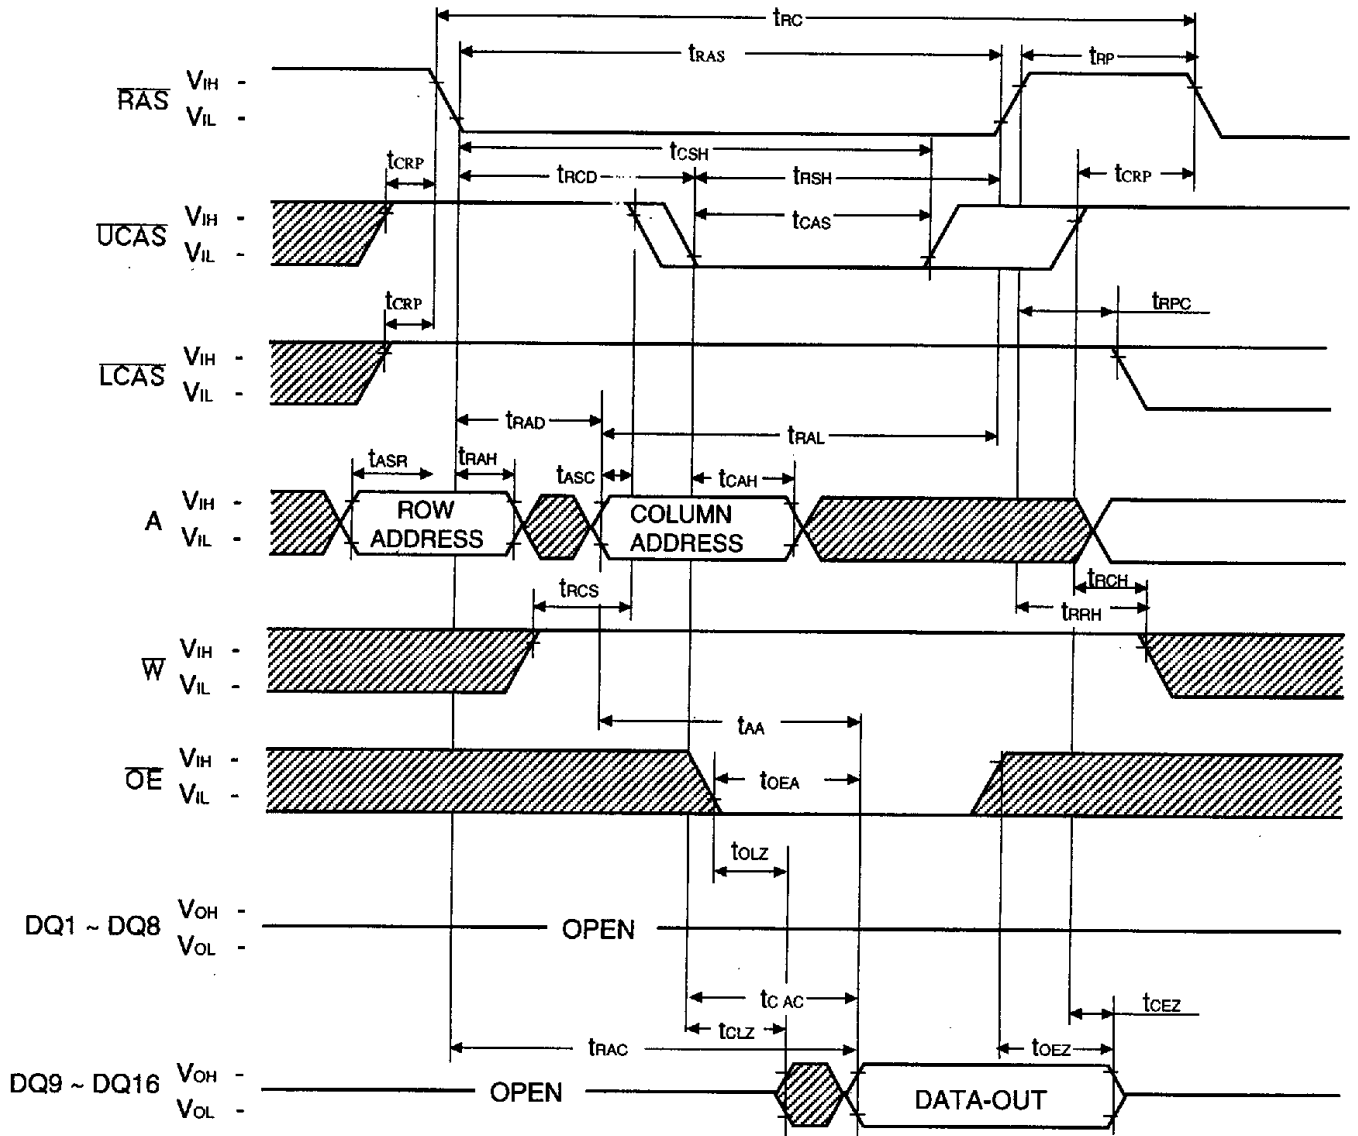 tRC
tRAS
tRP
RAS
VIH -
VIL -
tCSH
tCRP
tRCD
tRSH
tCRP
UCAS
VIH -
VIL -
tCAS
tCRP
tRPC
LCAS
VIH -
VIL -
tRAD
tRAL
tASR
tRAH
tASC
tCAH
A
VIH -
VIL -
ROW
ADDRESS
COLUMN
ADDRESS
tRCS
tRCH
tRRH
W
VIH -
VIL -
tAA
OE
VIH -
VIL -
tOEA
tOLZ
DQ1 ~ DQ8
VOH -
VOL -
OPEN
tCAC
tCEZ
tCLZ
tRAC
tOEZ
DQ9 ~ DQ16
VOH -
VOL -
OPEN
DATA-OUT